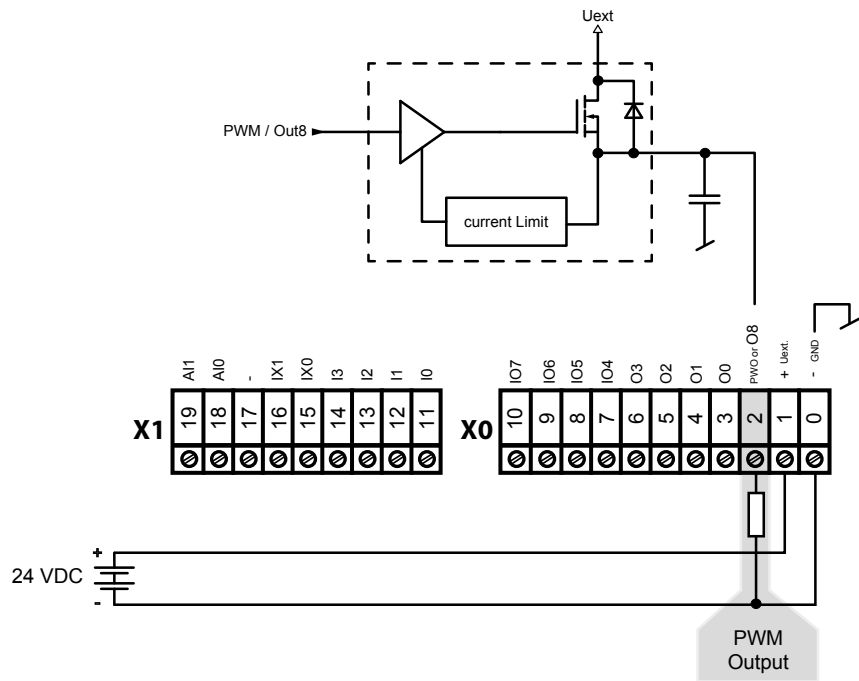 Uext
PWM / Out8
current Limit
AI1
AI0
-
IX1
IX0
I3
I2
I1
I0
IO7
IO6
IO5
IO4
O3
O2
O1
O0
PWO or O8
+ Uext.
- GND
X1
19
18
17
16
15
14
13
12
11
X0
10
9
8
7
6
5
4
3
2
1
0
+
24 VDC
-
PWM
Output